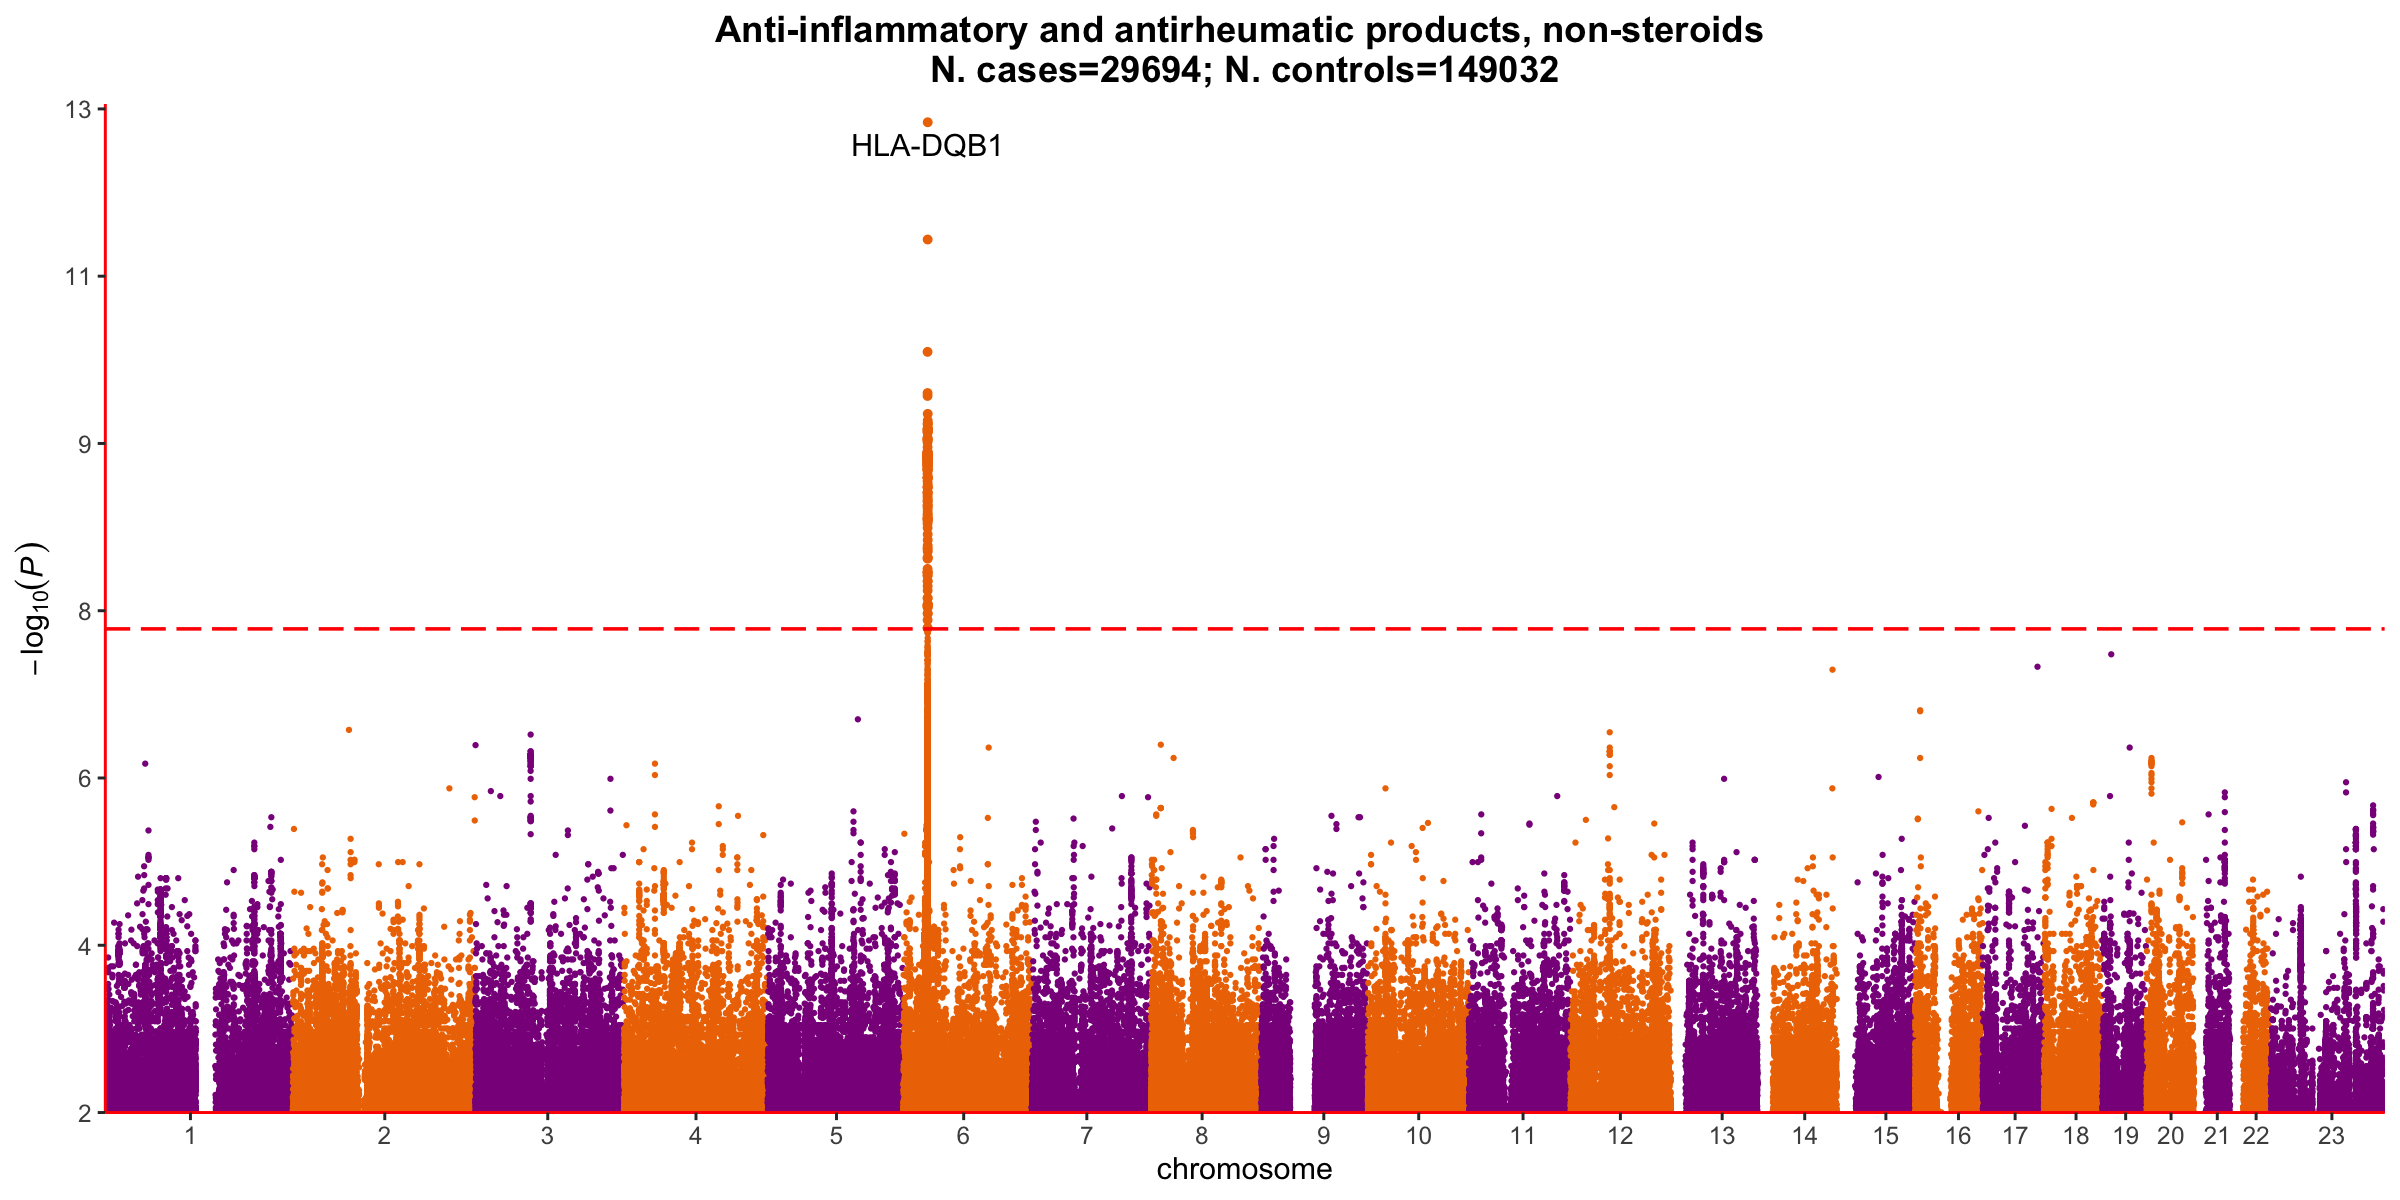 Anti-inflammatory and antirheumatic products, non-steroids
N. cases=29694; N. controls=149032
13
HLA-DQB1
11
9
8
6
4
2
−log10(P)
1 2 3 4 5 6 7 8 9 10 11 12 13 14 15 16 17 18 19 20 21 22 23
chromosome